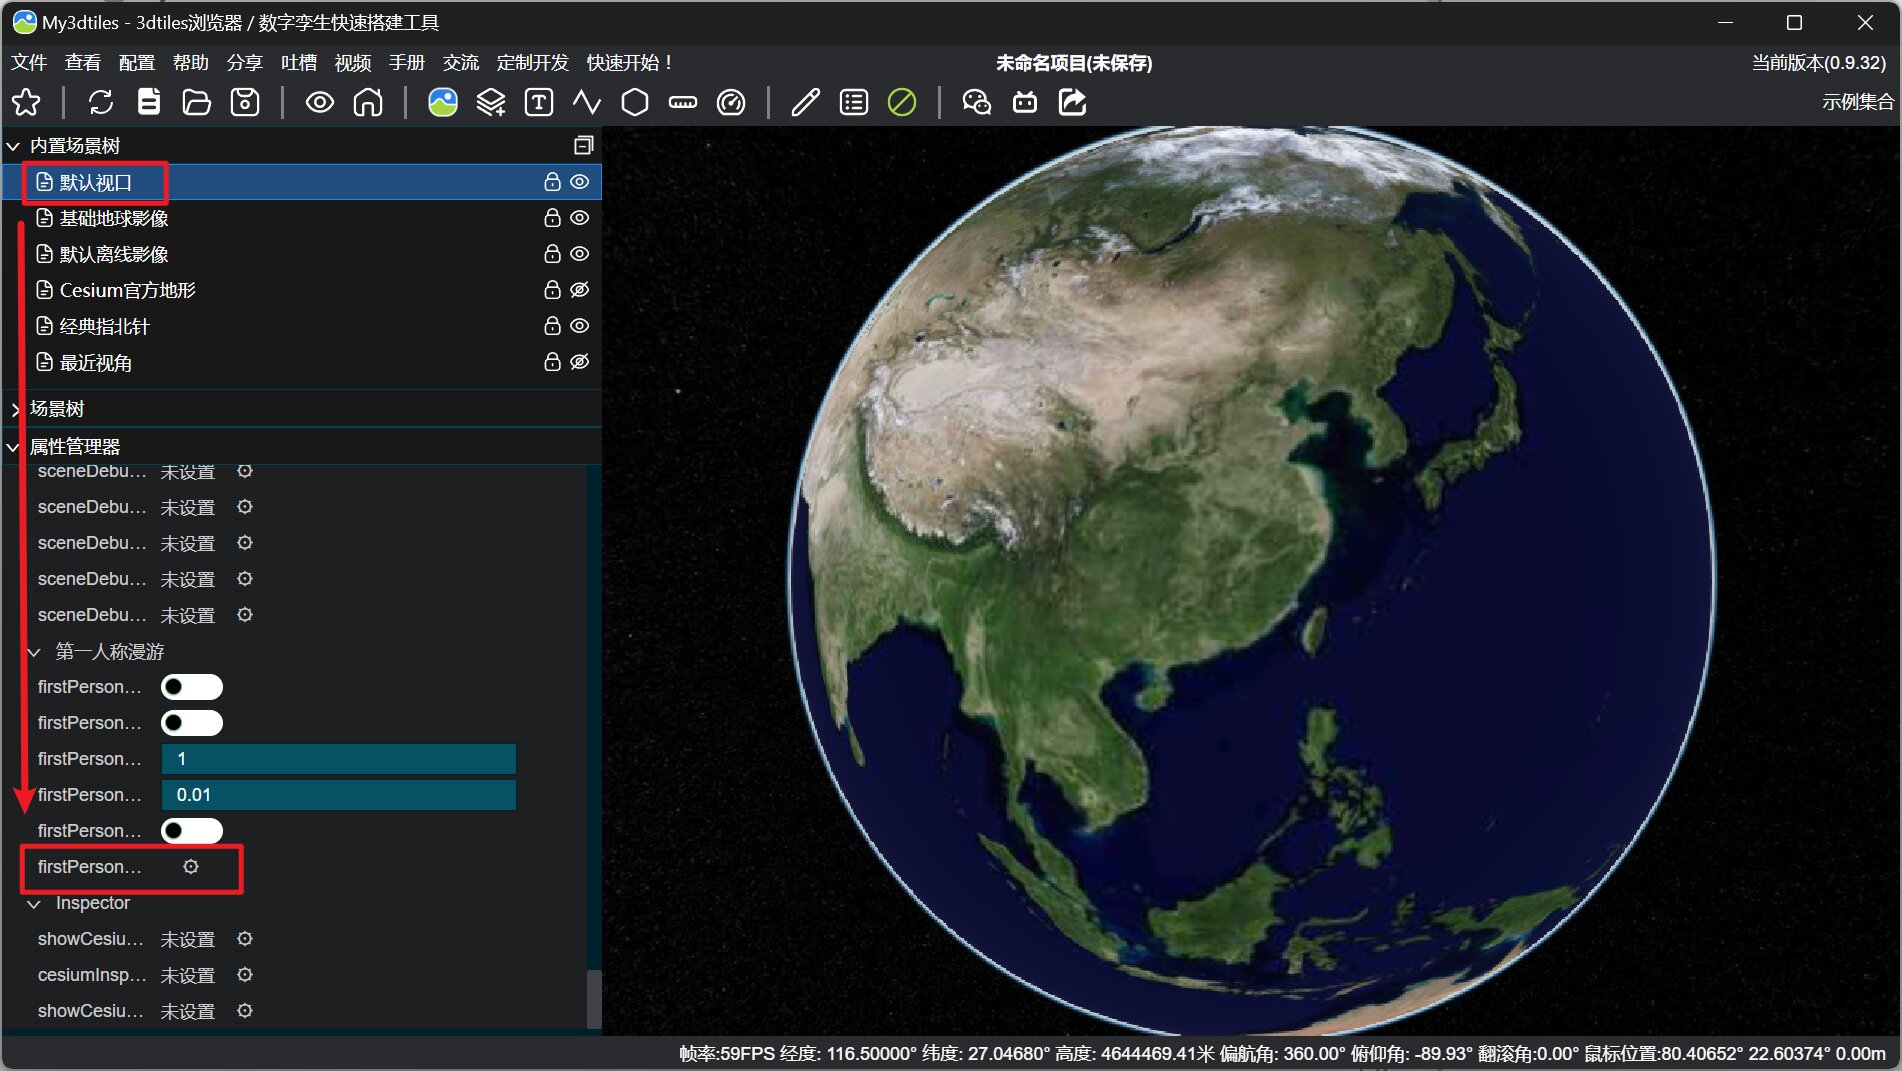 My3dtiles - 3dtiles浏览器 / 数字孪生快速搭建工具
文件 查看 配置 帮助 分享 吐槽 视频 手册 交流 定制开发 快速开始！ 未命名项目(未保存) 当前版本(0.9.32)
示例集合
内置场景树
默认视口
基础地球影像
默认离线影像
Cesium官方地形
经典指北针
最近视角
场景树
属性管理器
sceneDebu... 未设置
sceneDebu... 未设置
sceneDebu... 未设置
sceneDebu... 未设置
sceneDebu... 未设置
第一人称漫游
firstPerson...
firstPerson...
firstPerson... 1
firstPerson... 0.01
firstPerson...
firstPerson...
Inspector
showCesiu... 未设置
cesiumInsp... 未设置
showCesiu... 未设置
帧率:59FPS 经度: 116.50000° 纬度: 27.04680° 高度: 4644469.41米 偏航角: 360.00° 俯仰角: -89.93° 翻滚角:0.00° 鼠标位置:80.40652° 22.60374° 0.00m